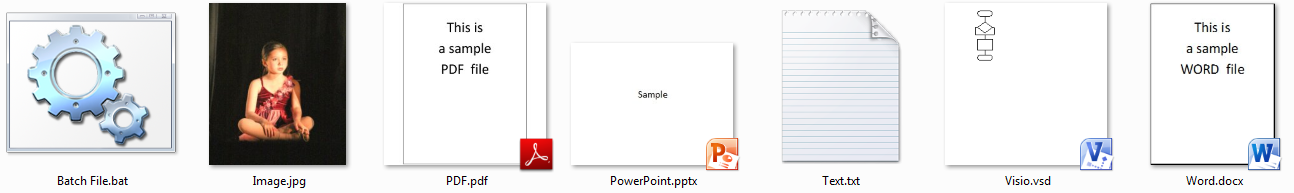 This is
a sample
PDF file
Sample
This is
a sample
WORD file
Batch File.bat
Image.jpg
PDF.pdf
PowerPoint.pptx
Text.txt
Visio.vsd
Word.docx